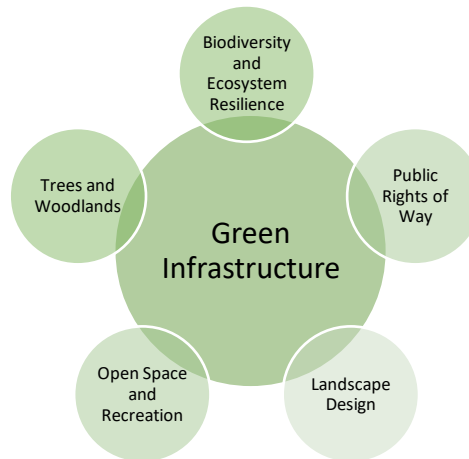 Biodiversity
and
Ecosystem
Resilience
Trees and
Woodlands
Public
Rights of
Way
Green
Infrastructure
Open Space
and
Recreation
Landscape
Design